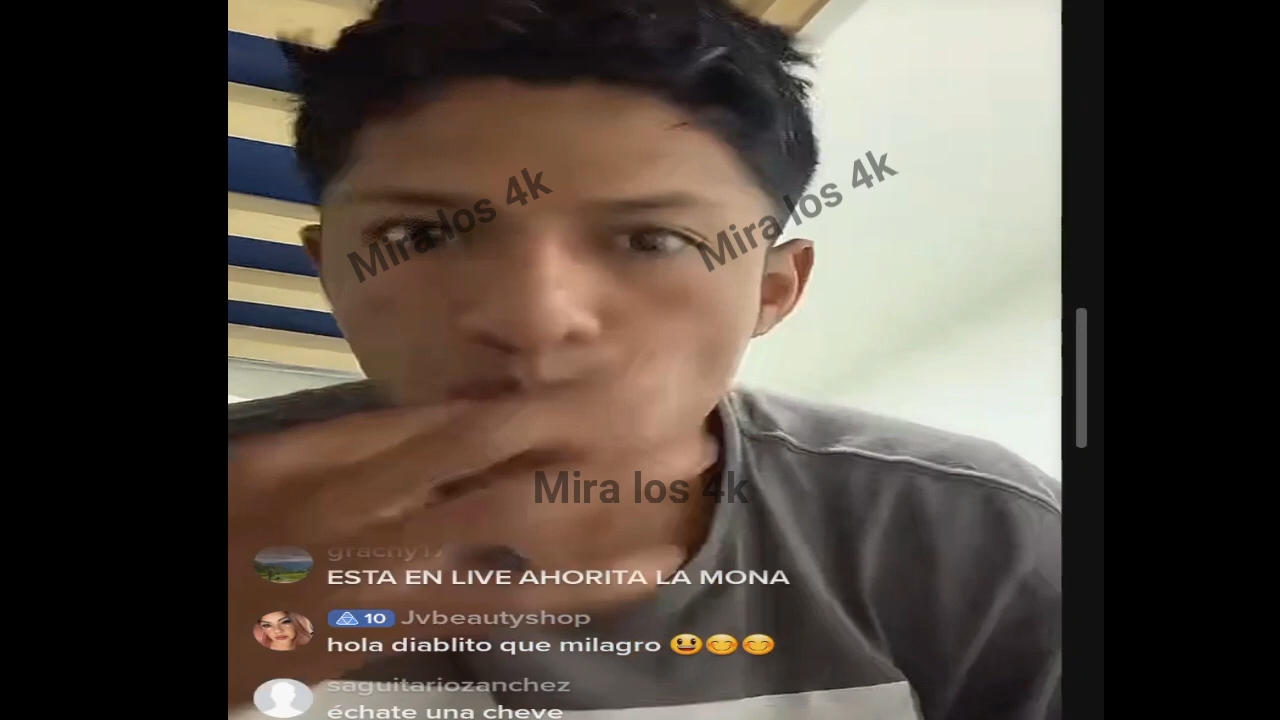 Mira los 4k
Mira los 4k
Mira los 4k
grachy17
ESTA EN LIVE AHORITA LA MONA
10 Jvbeautyshop
hola diablito que milagro 😃😊😊
saguitariozanchez
échate una cheve